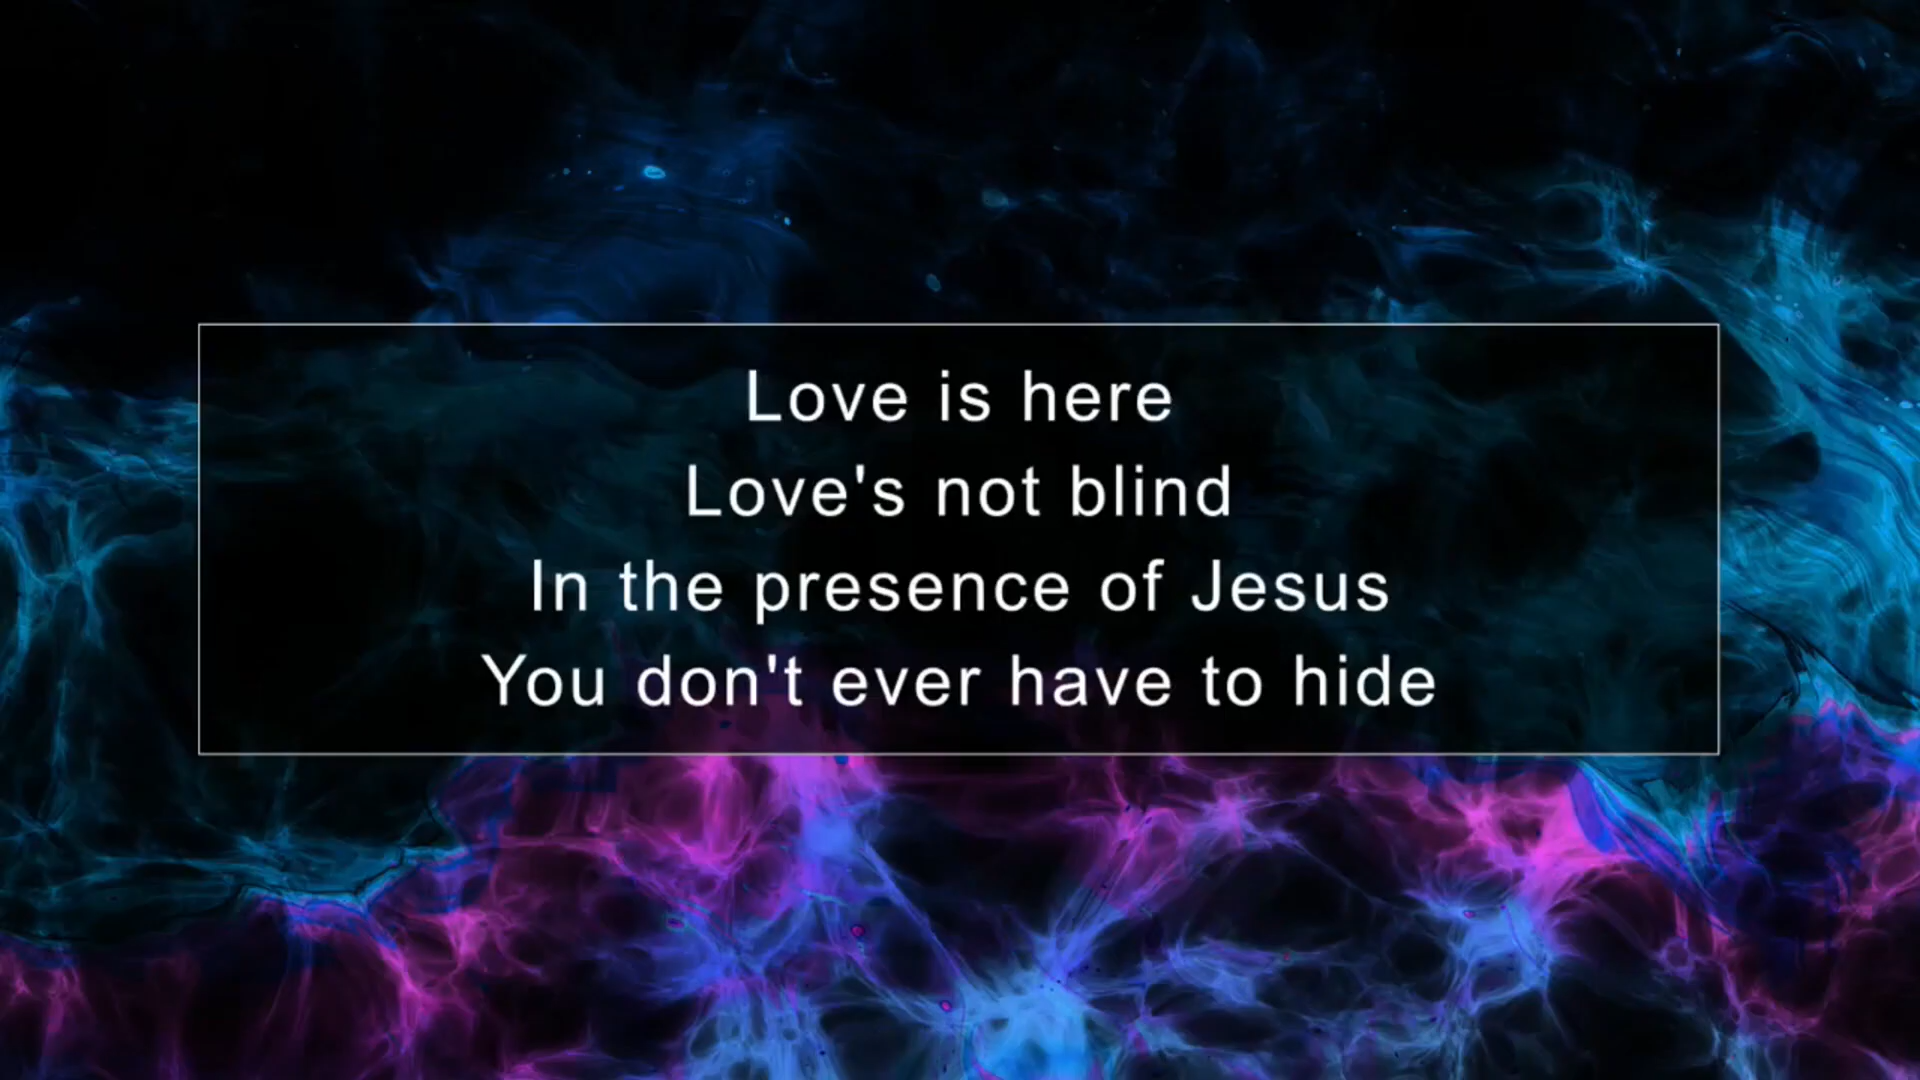 Love is here
Love's not blind
In the presence of Jesus
You don't ever have to hide